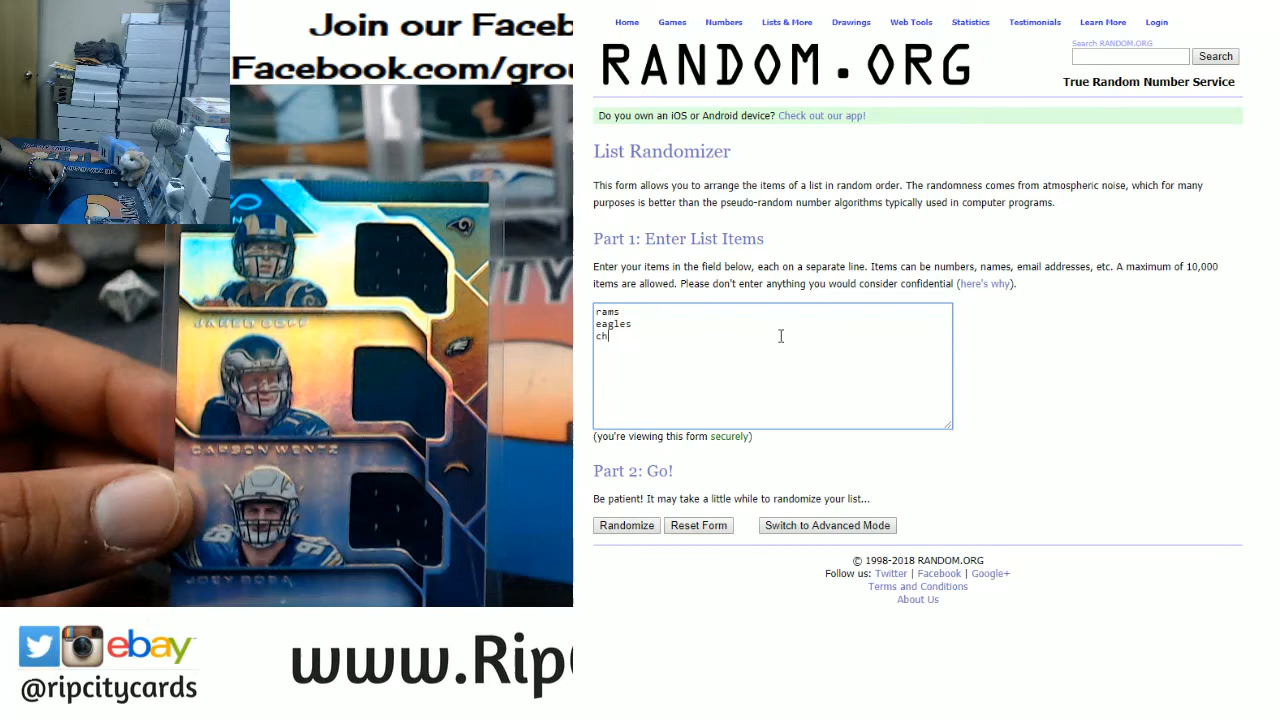 Join our Faceb
Facebook.com/grou
JARED GOFF
CARSON WENTZ
JOEY BOSA
99
ebay
@ripcitycards
www.Rip
Home Games Numbers Lists & More Drawings Web Tools Statistics Testimonials Learn More Login
RANDOM.ORG
Search RANDOM.ORG
Search
True Random Number Service
Do you own an iOS or Android device? Check out our app!
List Randomizer
This form allows you to arrange the items of a list in random order. The randomness comes from atmospheric noise, which for many
purposes is better than the pseudo-random number algorithms typically used in computer programs.
Part 1: Enter List Items
Enter your items in the field below, each on a separate line. Items can be numbers, names, email addresses, etc. A maximum of 10,000
items are allowed. Please don't enter anything you would consider confidential (here's why).
rams
eagles
ch
(you're viewing this form securely)
Part 2: Go!
Be patient! It may take a little while to randomize your list...
Randomize Reset Form Switch to Advanced Mode
© 1998-2018 RANDOM.ORG
Follow us: Twitter | Facebook | Google+
Terms and Conditions
About Us